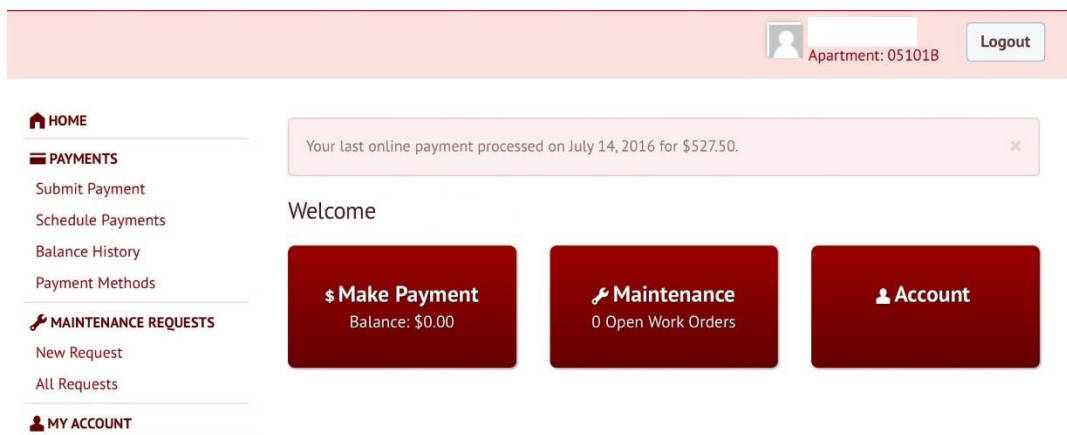 Apartment: 05101B
Logout
HOME
PAYMENTS
Submit Payment
Schedule Payments
Balance History
Payment Methods
MAINTENANCE REQUESTS
New Request
All Requests
MY ACCOUNT
Your last online payment processed on July 14, 2016 for $527.50.
×
Welcome
$ Make Payment
Balance: $0.00
Maintenance
0 Open Work Orders
Account